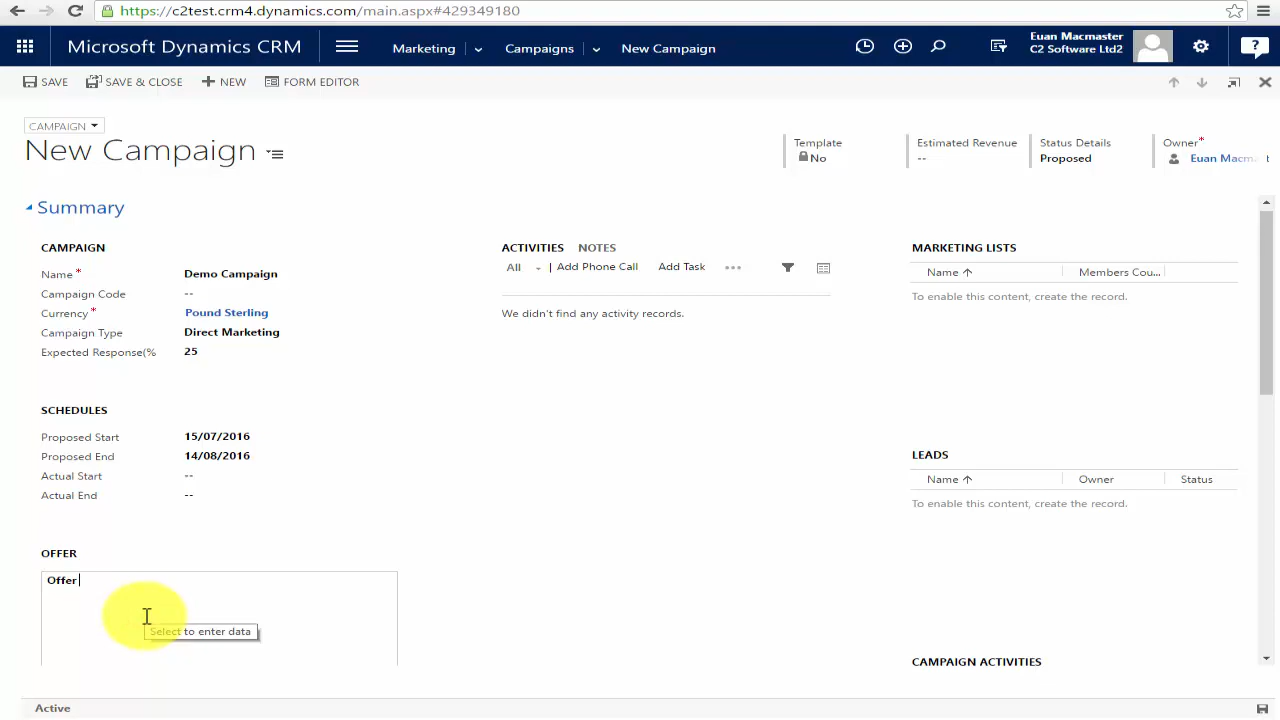 https://c2test.crm4.dynamics.com/main.aspx#429349180
Microsoft Dynamics CRM
Marketing
Campaigns
New Campaign
Euan Macmaster
C2 Software Ltd2
?
SAVE
SAVE & CLOSE
NEW
FORM EDITOR
CAMPAIGN
New Campaign
Template
No
Estimated Revenue
--
Status Details
Proposed
Owner*
Euan Macm
Summary
CAMPAIGN
Name* Demo Campaign
Campaign Code --
Currency* Pound Sterling
Campaign Type Direct Marketing
Expected Response(% 25
SCHEDULES
Proposed Start 15/07/2016
Proposed End 14/08/2016
Actual Start --
Actual End --
OFFER
Offer
Select to enter data
ACTIVITIES NOTES
All | Add Phone Call Add Task •••
We didn't find any activity records.
MARKETING LISTS
Name ↑ Members Cou...
To enable this content, create the record.
LEADS
Name ↑ Owner Status
To enable this content, create the record.
CAMPAIGN ACTIVITIES
Active